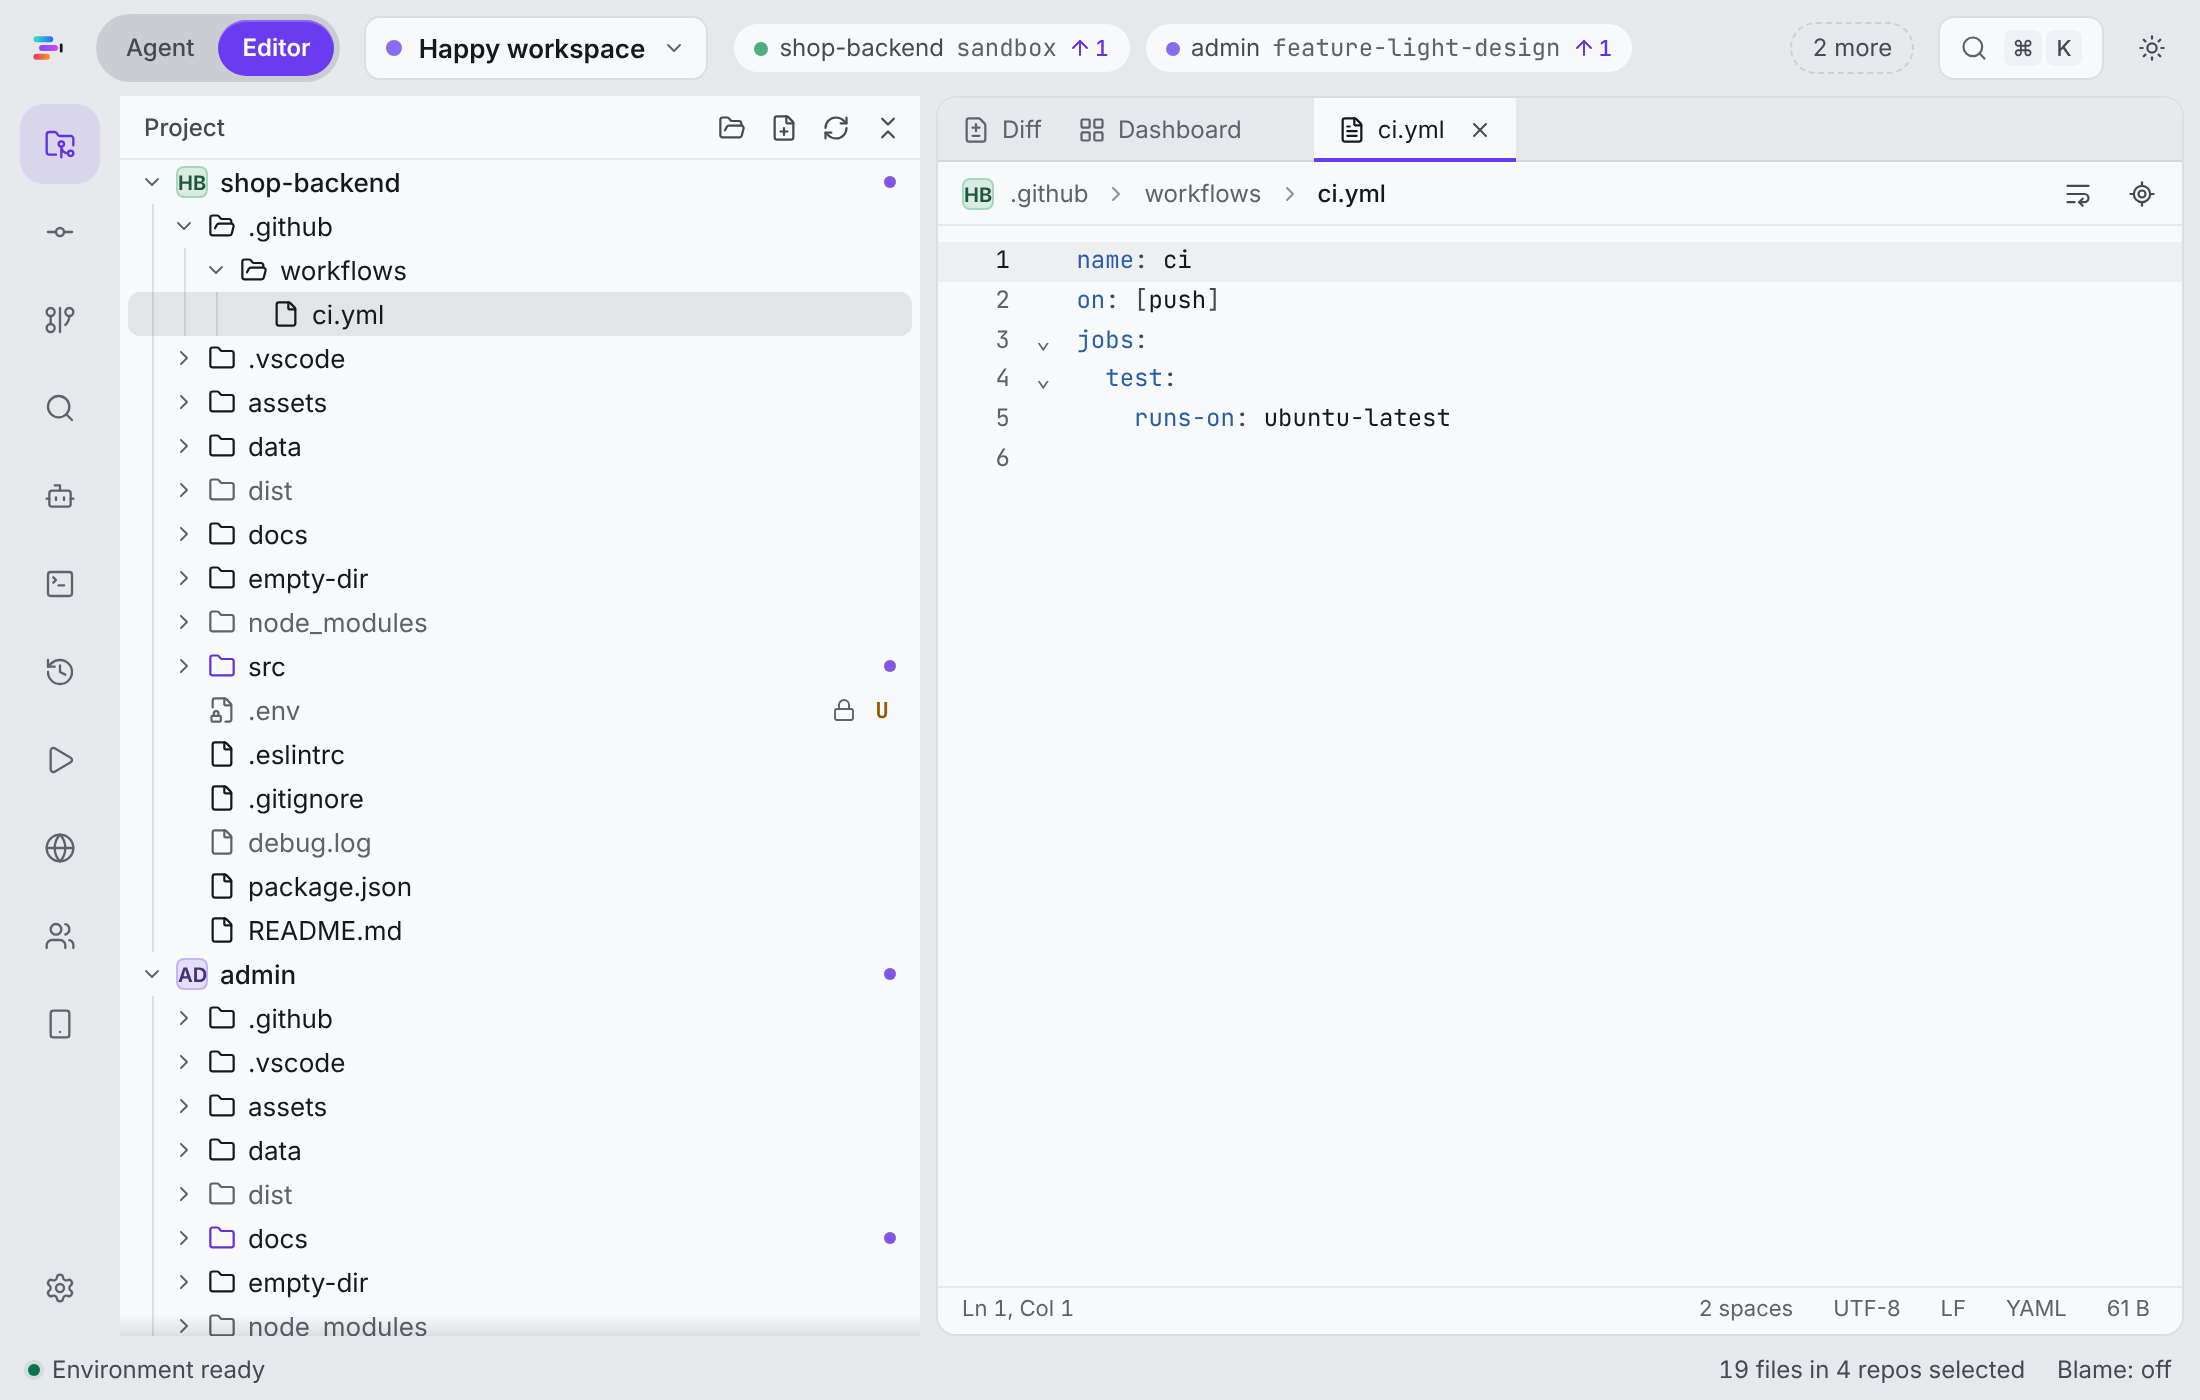 Agent Editor Happy workspace shop-backend sandbox ↑1 admin feature-light-design ↑1 2 more ⌘ K
Project
HB shop-backend
.github
workflows
ci.yml
.vscode
assets
data
dist
docs
empty-dir
node_modules
src
.env U
.eslintrc
.gitignore
debug.log
package.json
README.md
AD admin
.github
.vscode
assets
data
dist
docs
empty-dir
node_modules
Diff Dashboard ci.yml
HB .github > workflows > ci.yml
1 name: ci
2 on: [push]
3 jobs:
4 test:
5 runs-on: ubuntu-latest
6
Ln 1, Col 1 2 spaces UTF-8 LF YAML 61 B
Environment ready 19 files in 4 repos selected Blame: off